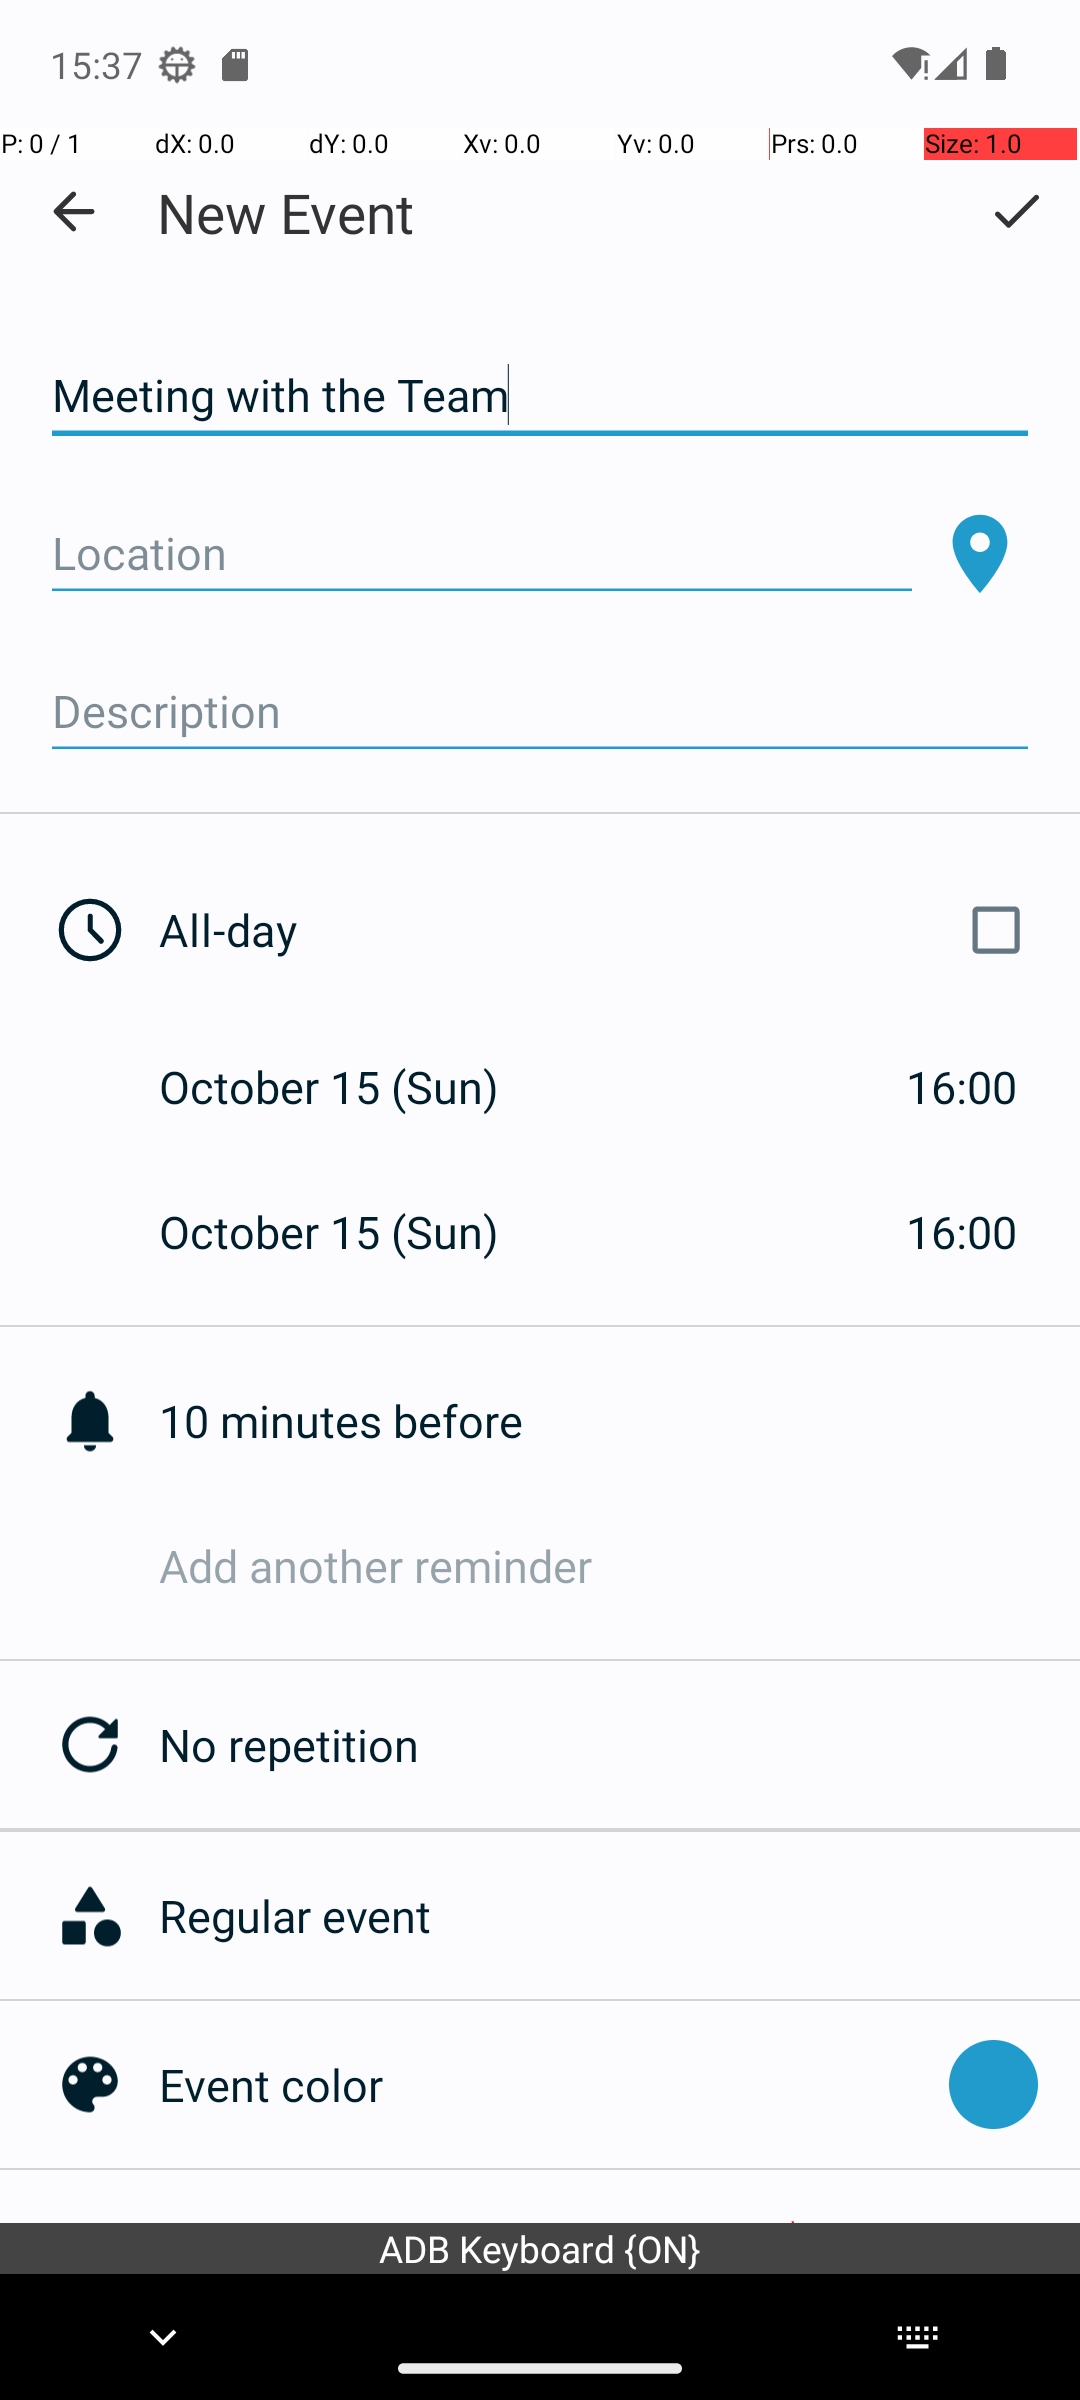 15:37
P: 0 / 1 dX: 0.0 dY: 0.0 Xv: 0.0 Yv: 0.0 Prs: 0.0 Size: 1.0
New Event
Meeting with the Team
Location
Description
All-day
October 15 (Sun) 16:00
October 15 (Sun) 16:00
10 minutes before
Add another reminder
No repetition
Regular event
Event color
ADB Keyboard {ON}